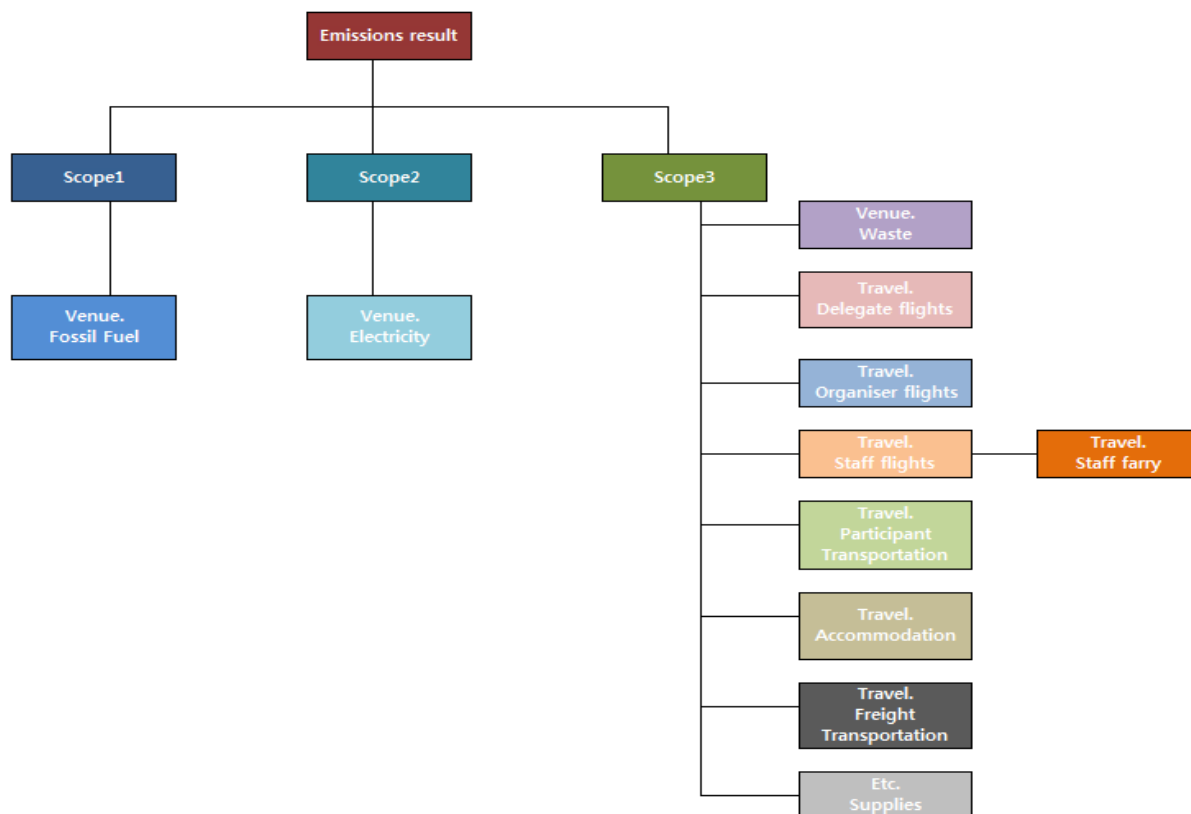 Emissions result
Scope1
Scope2
Scope3
Venue.
Waste
Venue.
Fossil Fuel
Venue.
Electricity
Travel.
Delegate flights
Travel.
Organiser flights
Travel.
Staff flights
Travel.
Staff farry
Travel.
Participant
Transportation
Travel.
Accommodation
Travel.
Freight
Transportation
Etc.
Supplies